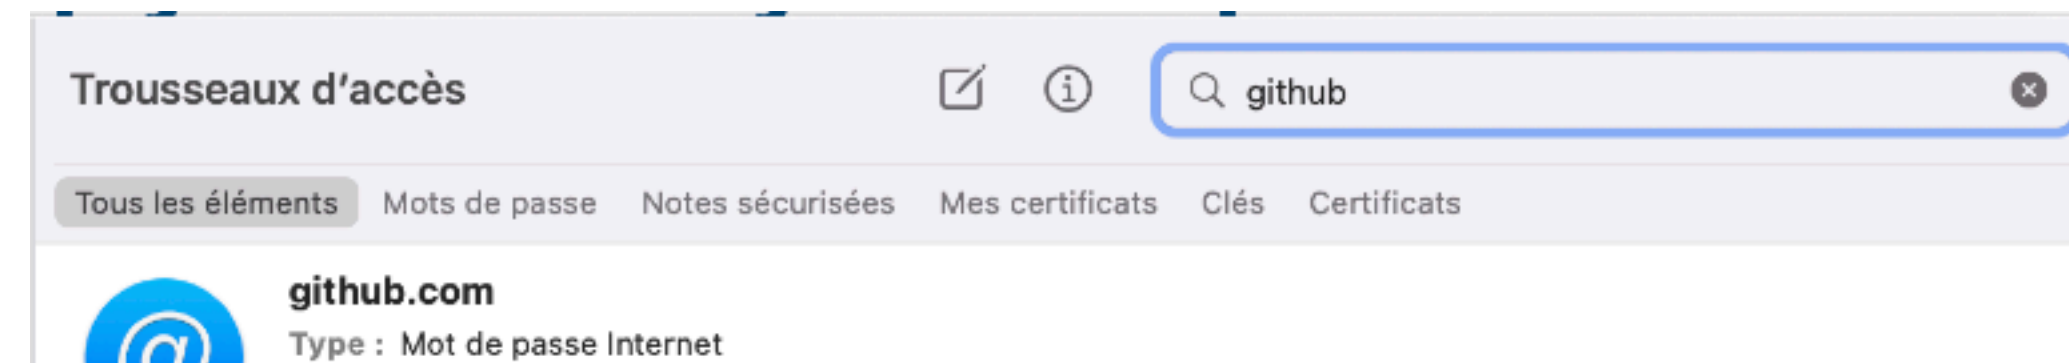 Trousseaux d’accès
github
Tous les éléments Mots de passe Notes sécurisées Mes certificats Clés Certificats
github.com
Type : Mot de passe Internet